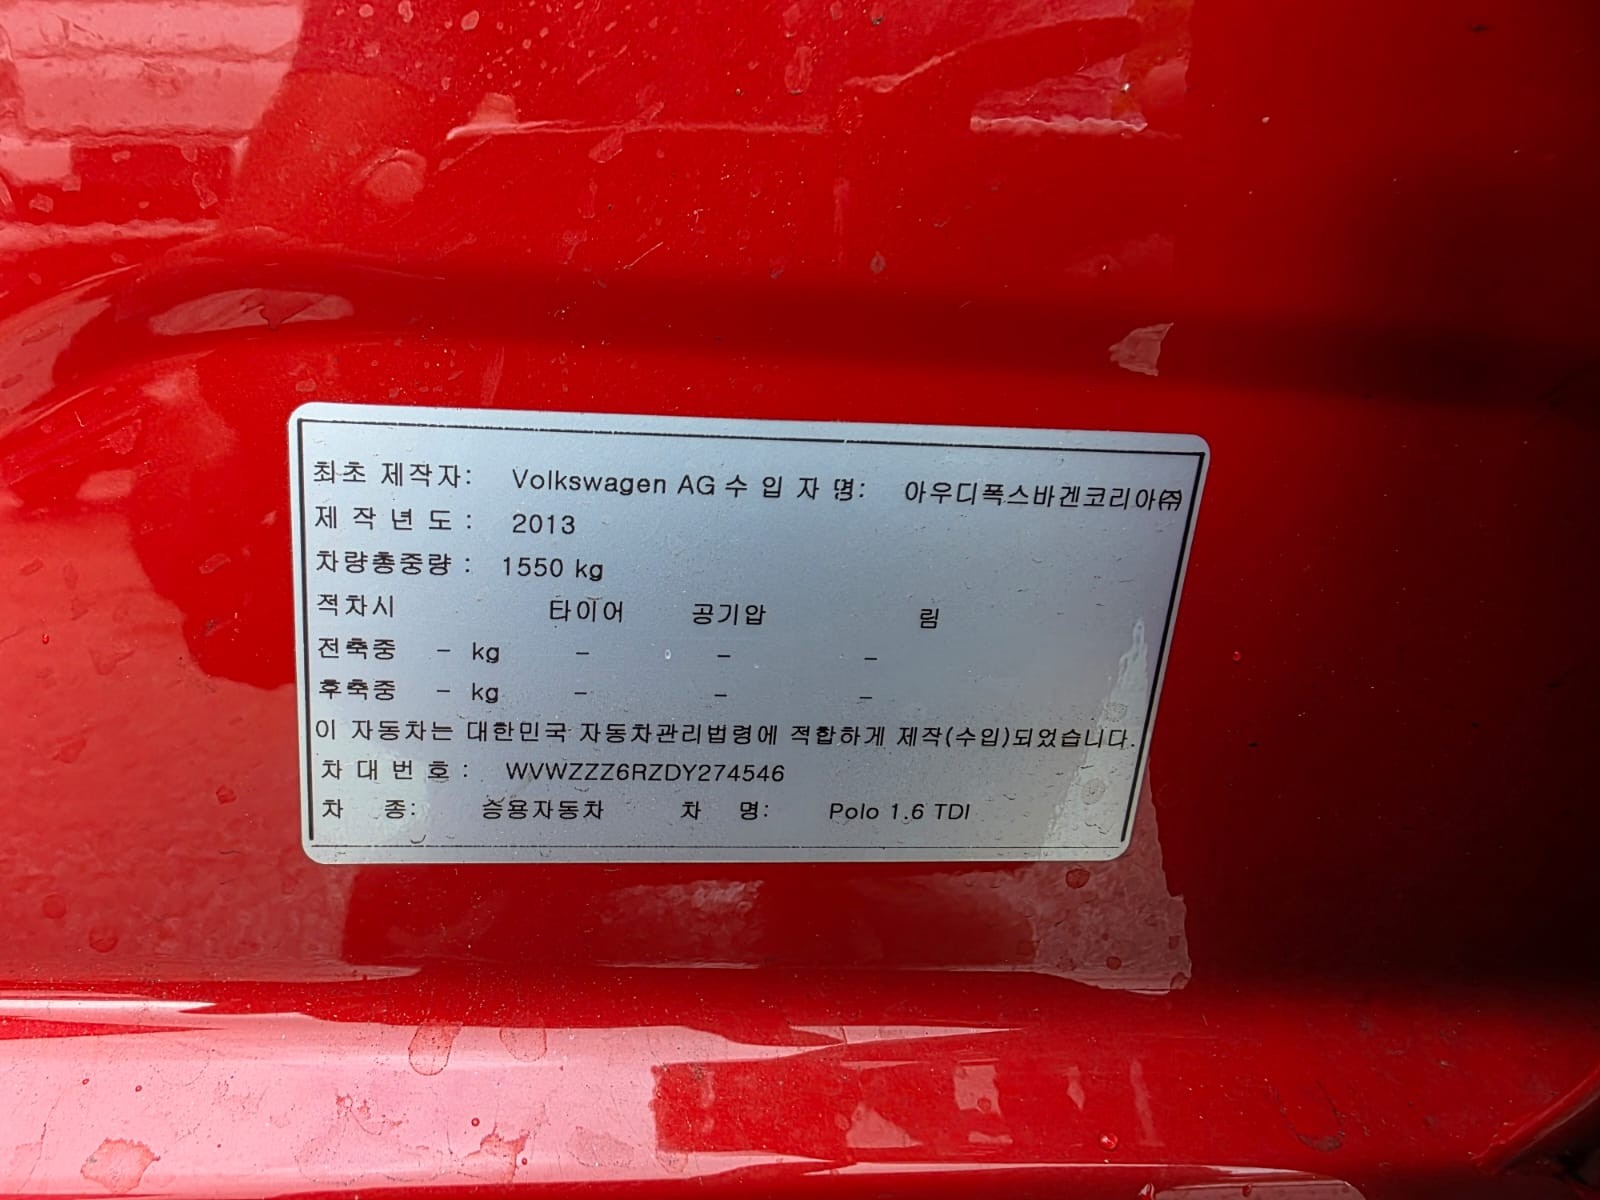 최초 제작자: Volkswagen AG 수 입 자 명: 아우디폭스바겐코리아㈜
제 작 년 도 : 2013
차량총중량 : 1550 kg
적차시 타이어 공기압 림
전축중 - kg - - -
후축중 - kg - - -
이 자동차는 대한민국 자동차관리법령에 적합하게 제작(수입)되었습니다.
차 대 번 호 : WVWZZZ6RZDY274546
차 종: 승용자동차 차 명: Polo 1.6 TDI